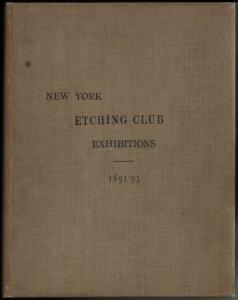 NEW YORK
ETCHING CLUB
EXHIBITIONS
1891-93